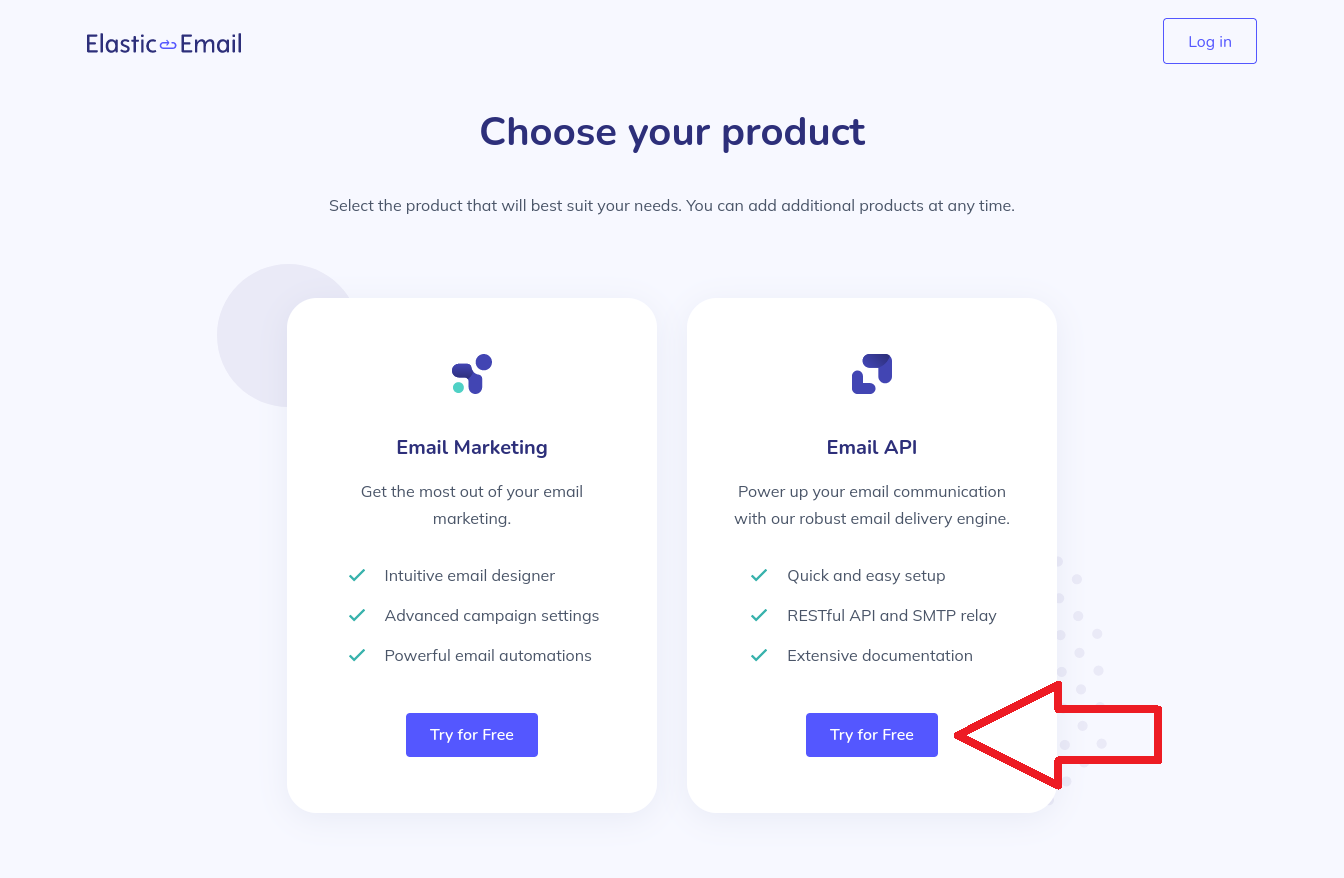 Elastic Email
Log in
Choose your product
Select the product that will best suit your needs. You can add additional products at any time.
Email Marketing
Get the most out of your email
marketing.
Intuitive email designer
Advanced campaign settings
Powerful email automations
Try for Free
Email API
Power up your email communication
with our robust email delivery engine.
Quick and easy setup
RESTful API and SMTP relay
Extensive documentation
Try for Free